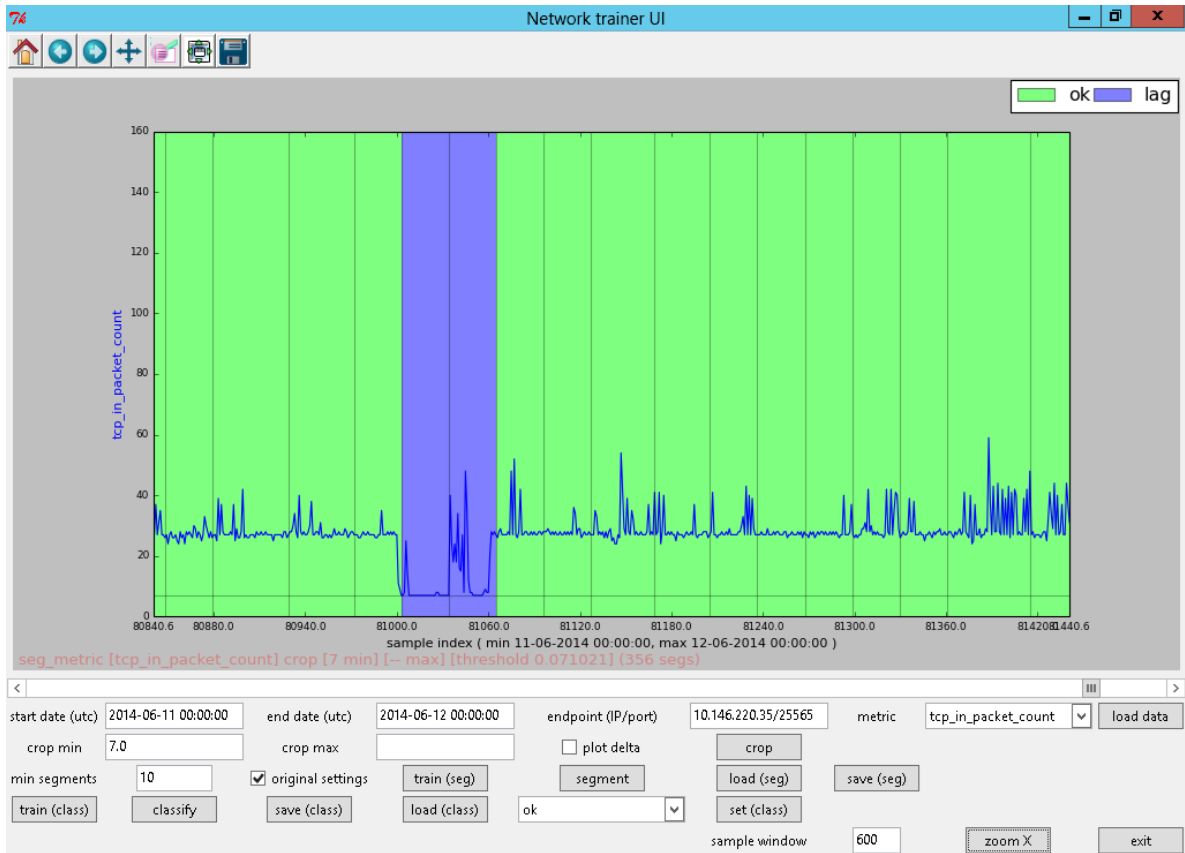 Network trainer UI
ok lag
160
140
120
100
80
60
40
20
0
tcp_in_packet_count
80840.6 80880.0 80940.0 81000.0 81060.0 81120.0 81180.0 81240.0 81300.0 81360.0 81420.0 81440.6
sample index ( min 11-06-2014 00:00:00, max 12-06-2014 00:00:00 )
seg_metric [tcp_in_packet_count] crop [7 min] [-- max] [threshold 0.071021] (356 segs)
start date (utc) 2014-06-11 00:00:00 end date (utc) 2014-06-12 00:00:00 endpoint (IP/port) 10.146.220.35/25565 metric tcp_in_packet_count load data
crop min 7.0 crop max plot delta crop
min segments 10 original settings train (seg) segment load (seg) save (seg)
train (class) classify save (class) load (class) ok set (class)
sample window 600 zoom X exit